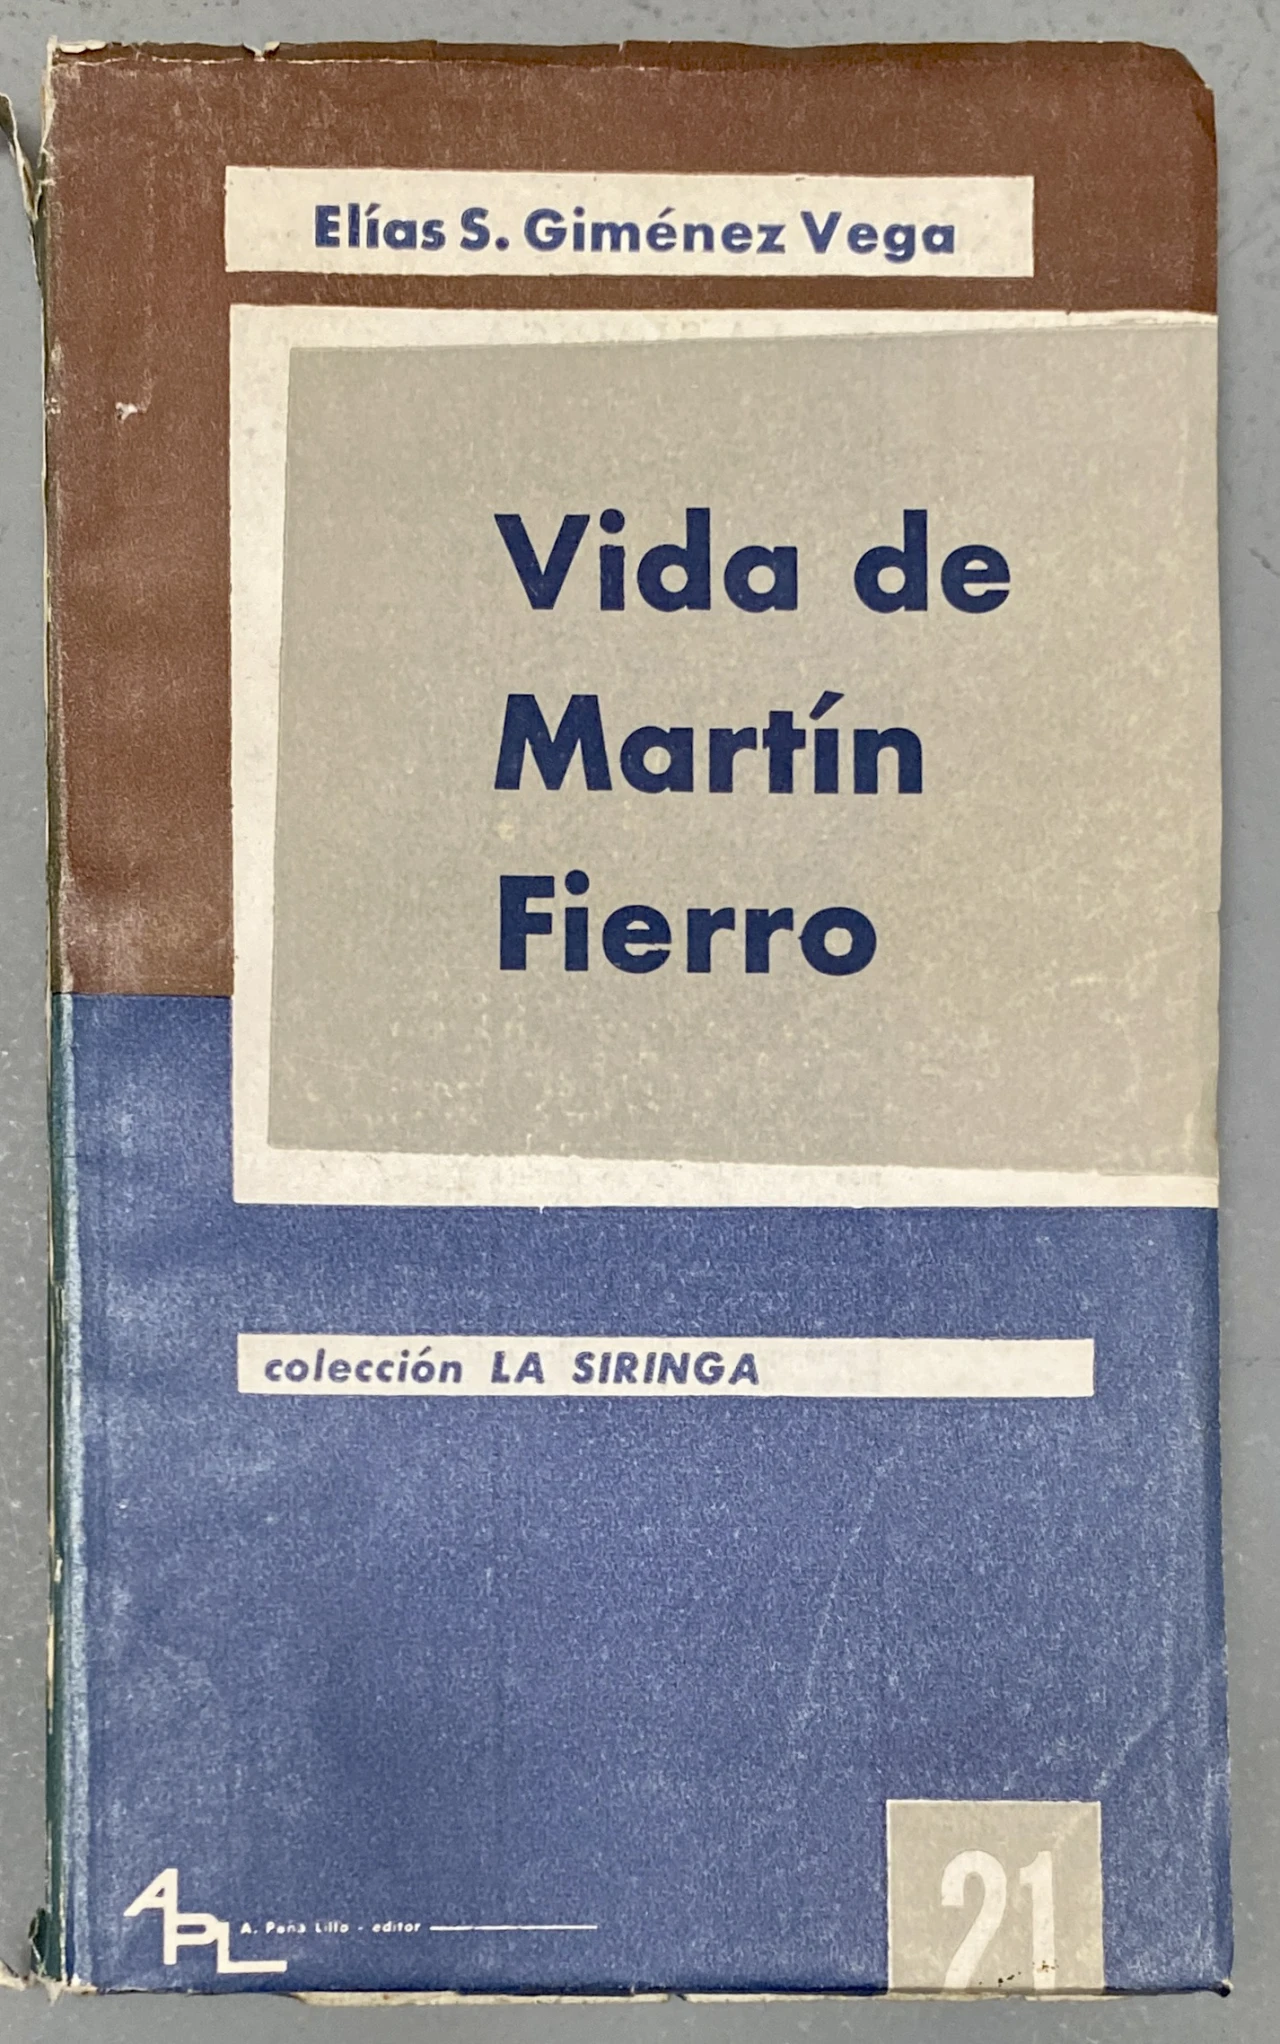 Elías S. Giménez Vega
Vida de
Martín
Fierro
colección LA SIRINGA
APL
A. Peña Lillo - editor
21